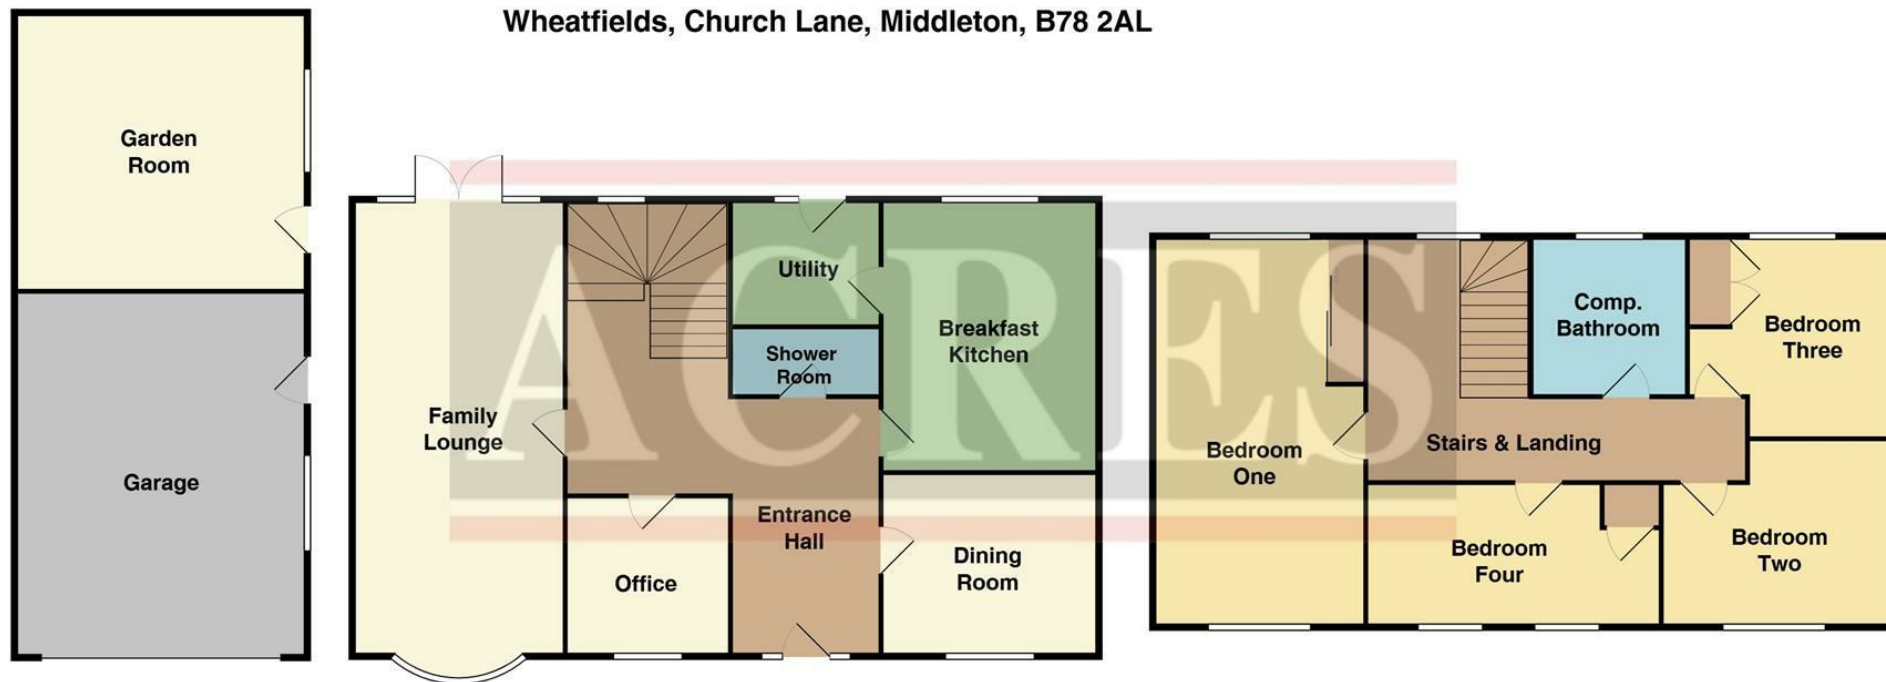 Wheatfields, Church Lane, Middleton, B78 2AL
Garden
Room
Garage
Family
Lounge
Utility
Shower
Room
Breakfast
Kitchen
Entrance
Hall
Office
Dining
Room
ACRES
Bedroom
One
Stairs & Landing
Comp.
Bathroom
Bedroom
Three
Bedroom
Four
Bedroom
Two